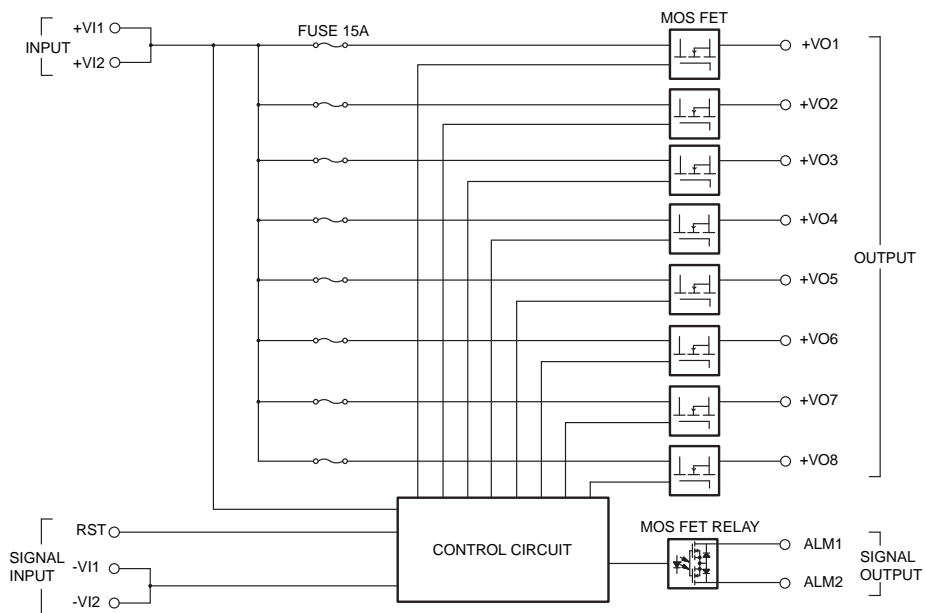 MOS FET
+VI1
INPUT
+VI2
FUSE 15A
+VO1
+VO2
+VO3
+VO4
OUTPUT
+VO5
+VO6
+VO7
+VO8
RST
SIGNAL
INPUT
-VI1
-VI2
CONTROL CIRCUIT
MOS FET RELAY
ALM1
ALM2
SIGNAL
OUTPUT